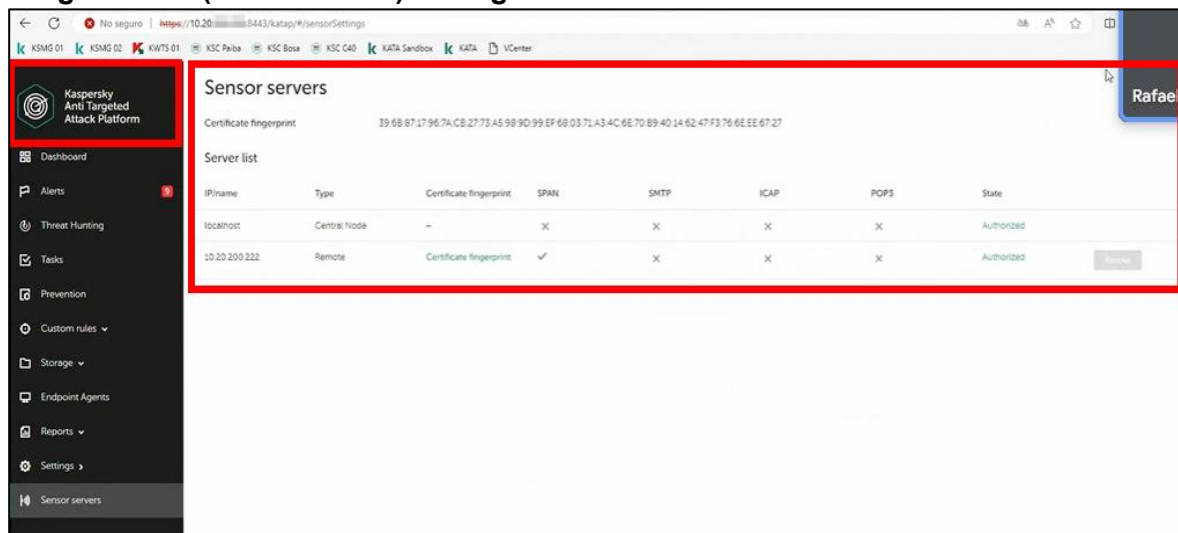 No seguro https://10.20. :8443/katap/#/sensorSettings
KSMG 01 KSMG 02 KWTS 01 KSC Paiba KSC Bosa KSC C40 KATA Sandbox KATA VCenter
Rafael
Kaspersky
Anti Targeted
Attack Platform
Dashboard
Alerts 9
Threat Hunting
Tasks
Prevention
Custom rules
Storage
Endpoint Agents
Reports
Settings
Sensor servers
Sensor servers
Certificate fingerprint 39:6B:87:17:96:7A:CB:27:73:A5:98:9D:99:EF:68:03:71:A3:4C:6E:70:B9:40:14:62:47:F3:76:6E:EE:67:27
Server list
IP/name Type Certificate fingerprint SPAN SMTP ICAP POP3 State
localhost Central Node – Authorized
10.20.200.222 Remote Certificate fingerprint Authorized